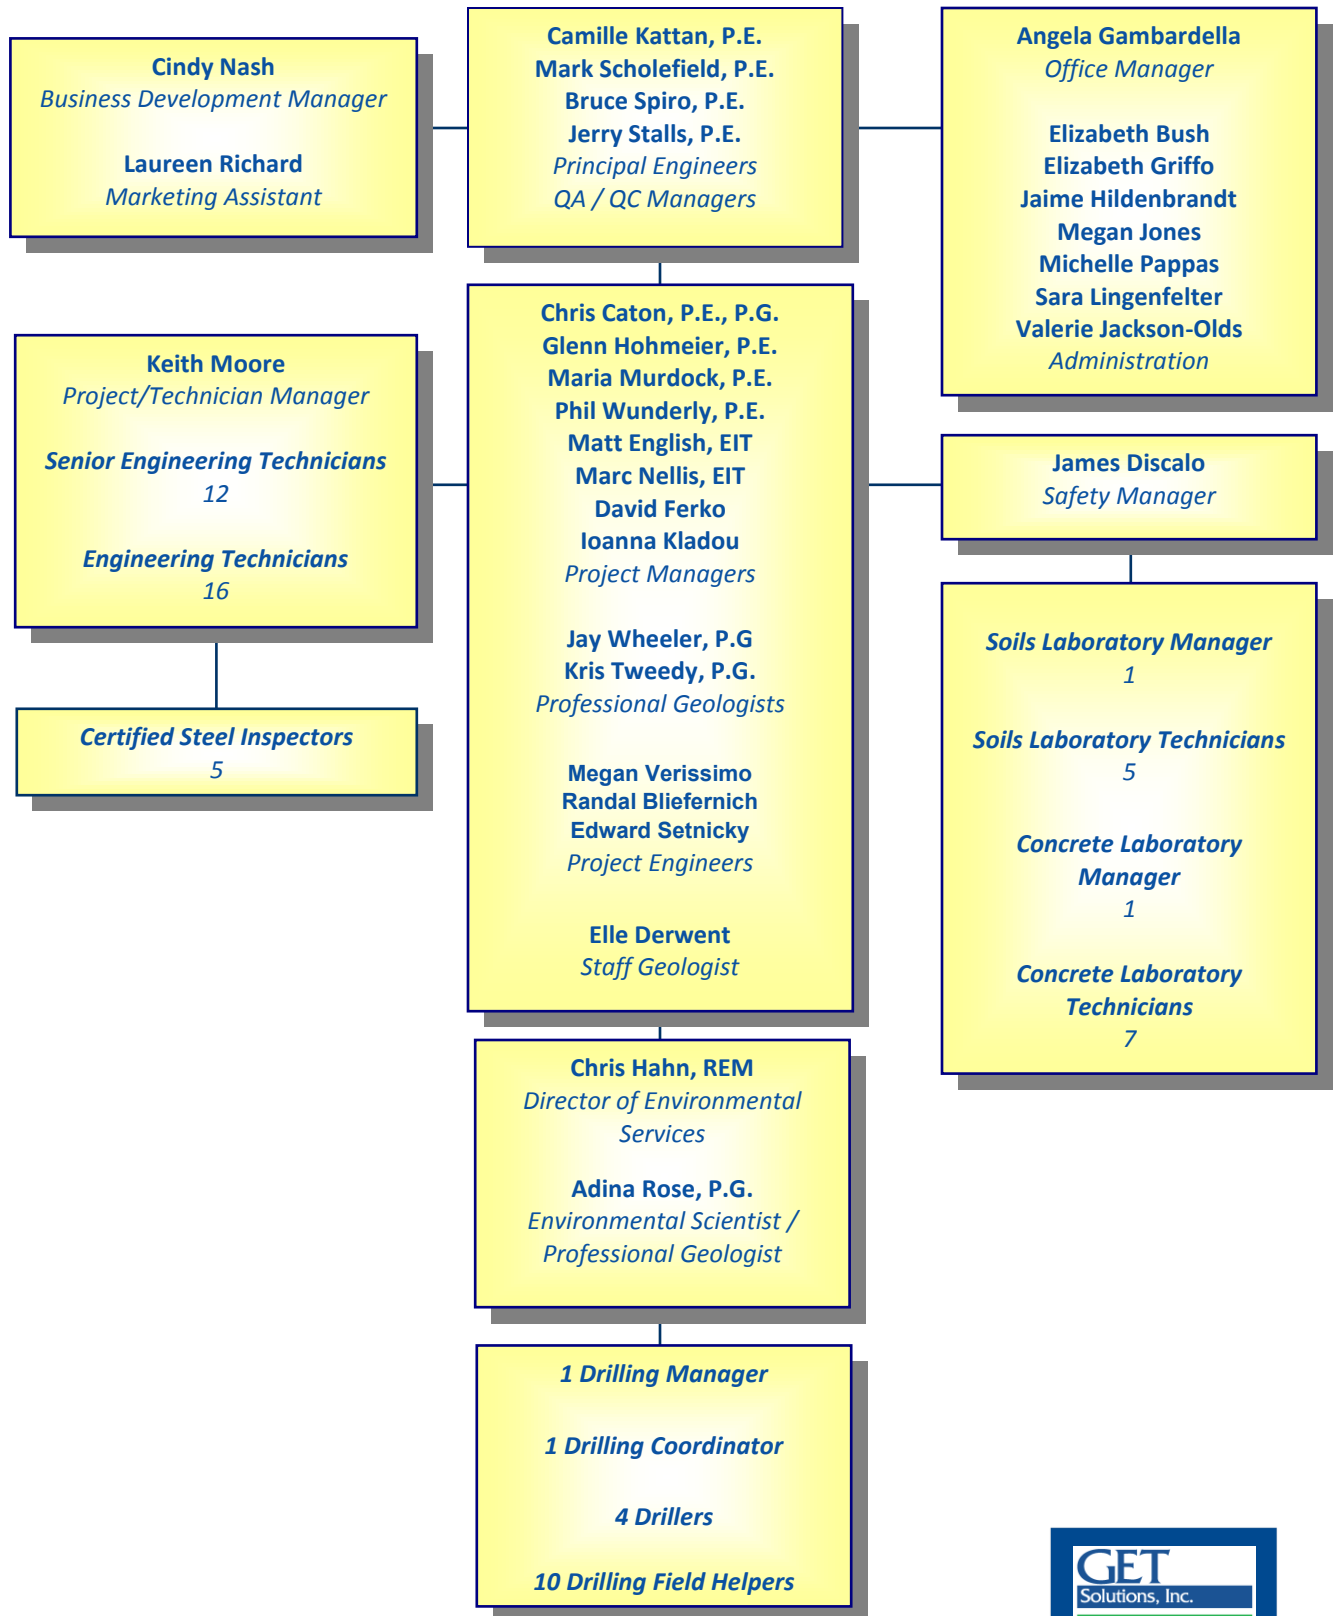 Cindy Nash
Business Development Manager
Laureen Richard
Marketing Assistant
Camille Kattan, P.E.
Mark Scholefield, P.E.
Bruce Spiro, P.E.
Jerry Stalls, P.E.
Principal Engineers
QA / QC Managers
Angela Gambardella
Office Manager
Elizabeth Bush
Elizabeth Griffo
Jaime Hildenbrandt
Megan Jones
Michelle Pappas
Sara Lingenfelter
Valerie Jackson-Olds
Administration
Keith Moore
Project/Technician Manager
Senior Engineering Technicians
12
Engineering Technicians
16
Certified Steel Inspectors
5
Chris Caton, P.E., P.G.
Glenn Hohmeier, P.E.
Maria Murdock, P.E.
Phil Wunderly, P.E.
Matt English, EIT
Marc Nellis, EIT
David Ferko
Ioanna Kladou
Project Managers
Jay Wheeler, P.G
Kris Tweedy, P.G.
Professional Geologists
Megan Verissimo
Randal Bliefernich
Edward Setnicky
Project Engineers
Elle Derwent
Staff Geologist
James Discalo
Safety Manager
Soils Laboratory Manager
1
Soils Laboratory Technicians
5
Concrete Laboratory
Manager
1
Concrete Laboratory
Technicians
7
Chris Hahn, REM
Director of Environmental
Services
Adina Rose, P.G.
Environmental Scientist /
Professional Geologist
1 Drilling Manager
1 Drilling Coordinator
4 Drillers
10 Drilling Field Helpers
GET
Solutions, Inc.